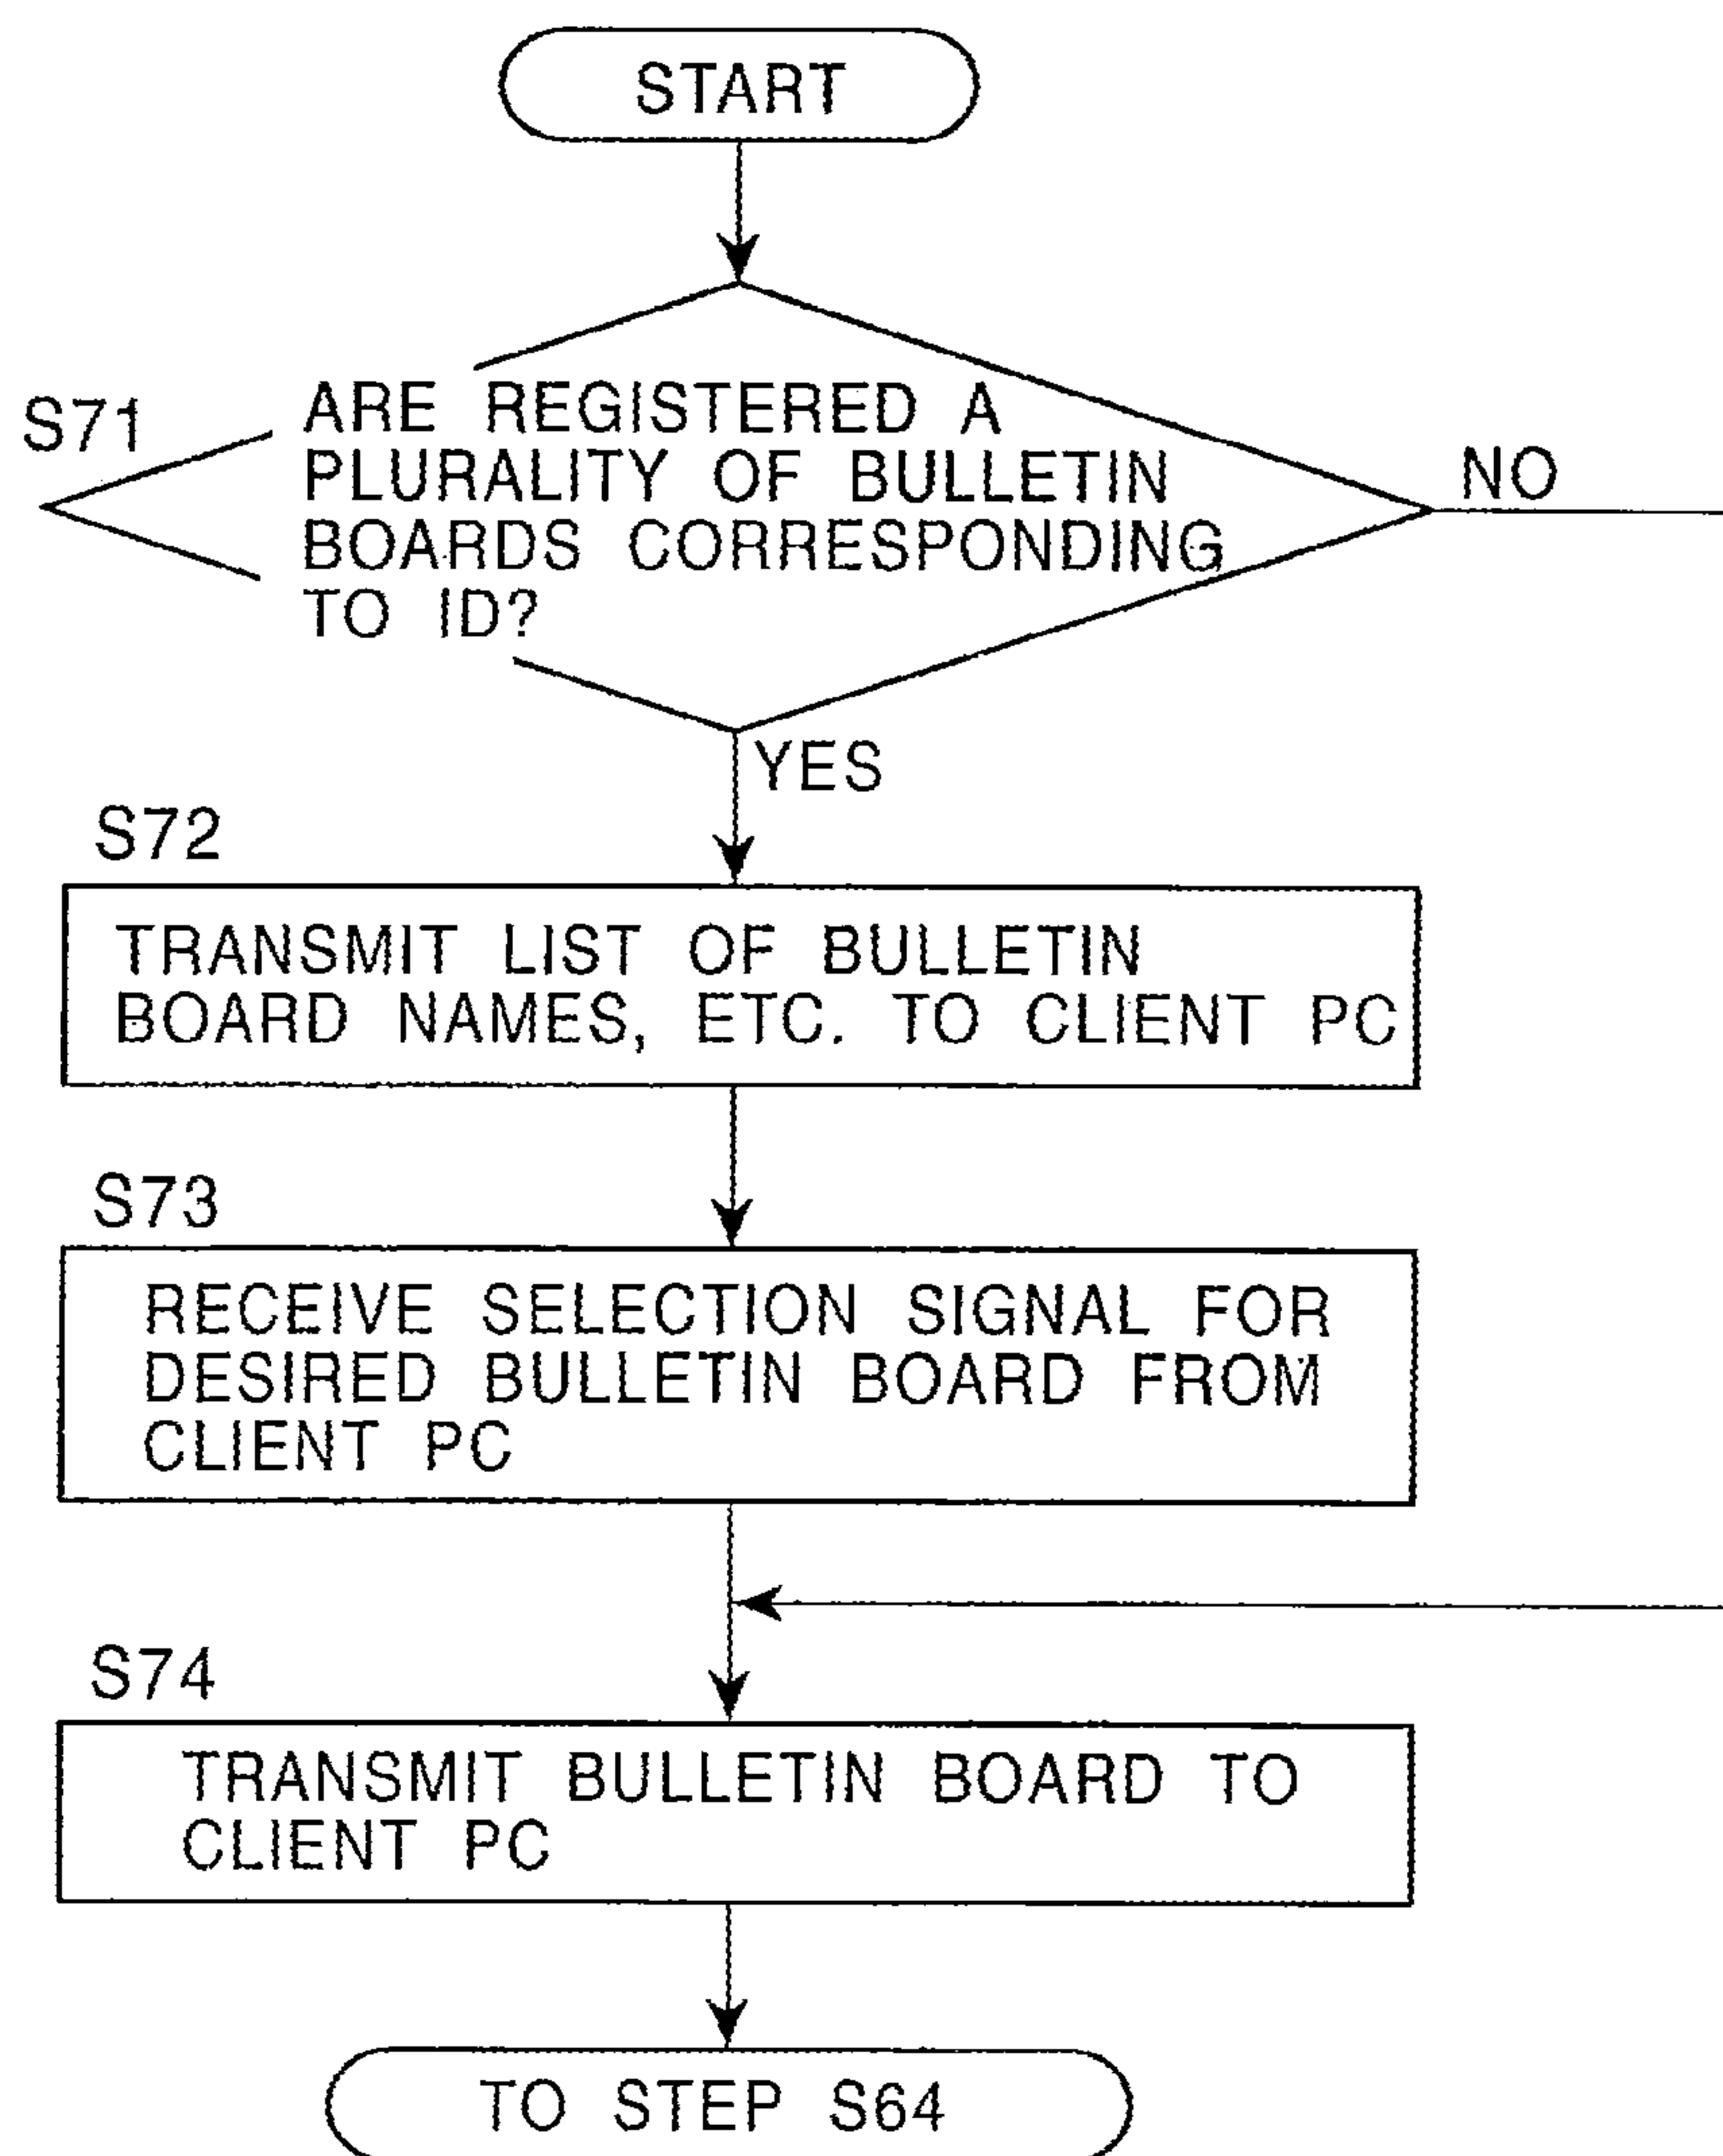 START
S71
ARE REGISTERED A
PLURALITY OF BULLETIN
BOARDS CORRESPONDING
TO ID?
NO
YES
S72
TRANSMIT LIST OF BULLETIN
BOARD NAMES, ETC. TO CLIENT PC
S73
RECEIVE SELECTION SIGNAL FOR
DESIRED BULLETIN BOARD FROM
CLIENT PC
S74
TRANSMIT BULLETIN BOARD TO
CLIENT PC
TO STEP S64